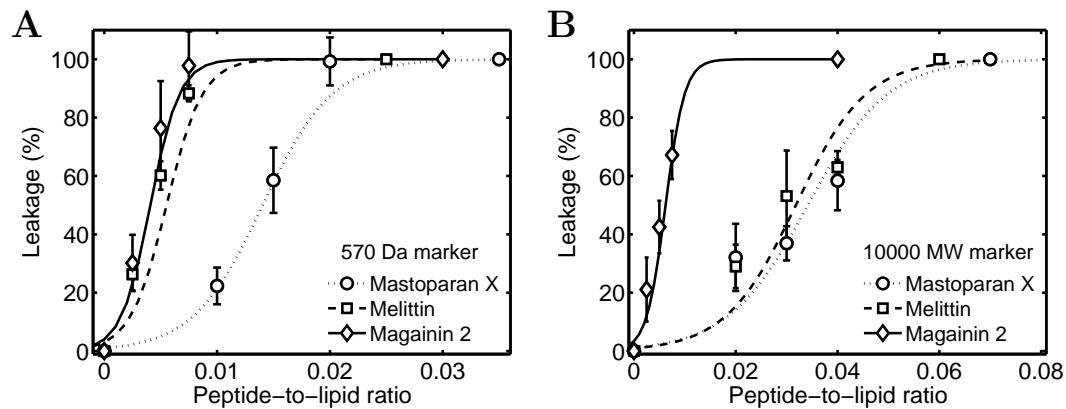 A
100
80
60
40
20
0
Leakage (%)
570 Da marker
Mastoparan X
Melittin
Magainin 2
0
0.01
0.02
0.03
Peptide−to−lipid ratio
B
100
80
60
40
20
0
Leakage (%)
10000 MW marker
Mastoparan X
Melittin
Magainin 2
0
0.02
0.04
0.06
0.08
Peptide−to−lipid ratio